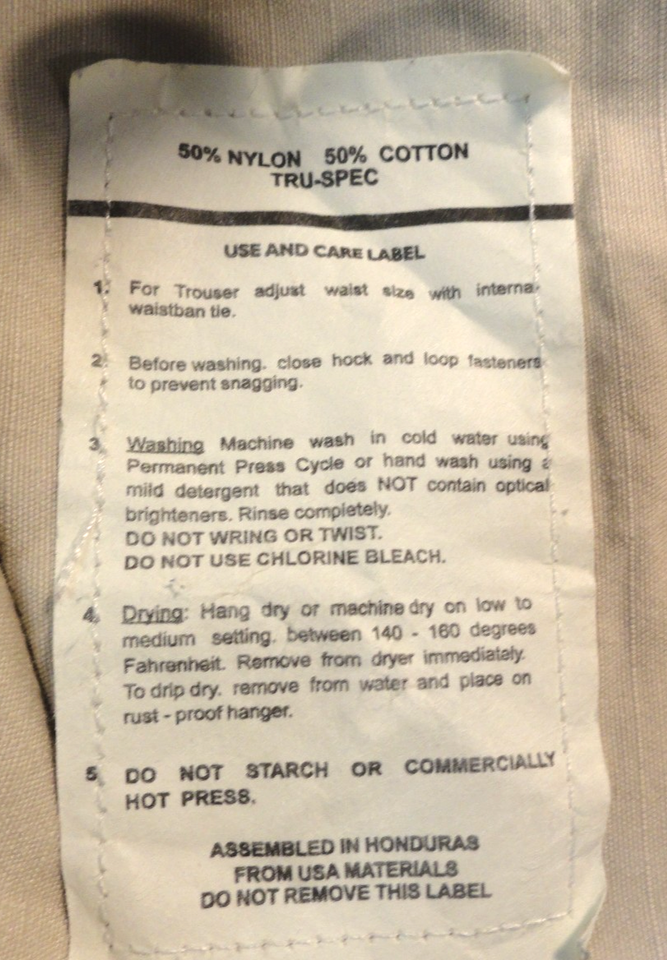 50% NYLON 50% COTTON
TRU-SPEC
USE AND CARE LABEL
1. For Trouser adjust waist size with interna
waistban tie.
2. Before washing. close hock and loop fasteners
to prevent snagging.
3. Washing Machine wash in cold water using
Permanent Press Cycle or hand wash using a
mild detergent that does NOT contain optical
brighteners. Rinse completely.
DO NOT WRING OR TWIST.
DO NOT USE CHLORINE BLEACH.
4. Drying: Hang dry or machine dry on low to
medium setting. between 140 - 160 degrees
Fahrenheit. Remove from dryer immediately.
To drip dry. remove from water and place on
rust - proof hanger.
5. DO NOT STARCH OR COMMERCIALLY
HOT PRESS.
ASSEMBLED IN HONDURAS
FROM USA MATERIALS
DO NOT REMOVE THIS LABEL